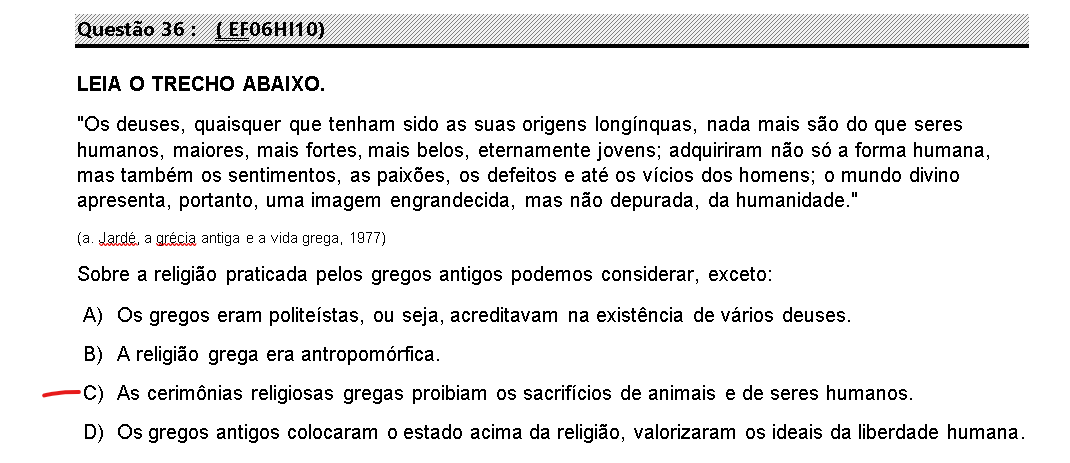 Questão 36 : ( EF06HI10)
LEIA O TRECHO ABAIXO.
"Os deuses, quaisquer que tenham sido as suas origens longínquas, nada mais são do que seres
humanos, maiores, mais fortes, mais belos, eternamente jovens; adquiriram não só a forma humana,
mas também os sentimentos, as paixões, os defeitos e até os vícios dos homens; o mundo divino
apresenta, portanto, uma imagem engrandecida, mas não depurada, da humanidade."
(a. Jardé, a grécia antiga e a vida grega, 1977)
Sobre a religião praticada pelos gregos antigos podemos considerar, exceto:
A) Os gregos eram politeístas, ou seja, acreditavam na existência de vários deuses.
B) A religião grega era antropomórfica.
C) As cerimônias religiosas gregas proibiam os sacrifícios de animais e de seres humanos.
D) Os gregos antigos colocaram o estado acima da religião, valorizaram os ideais da liberdade humana.